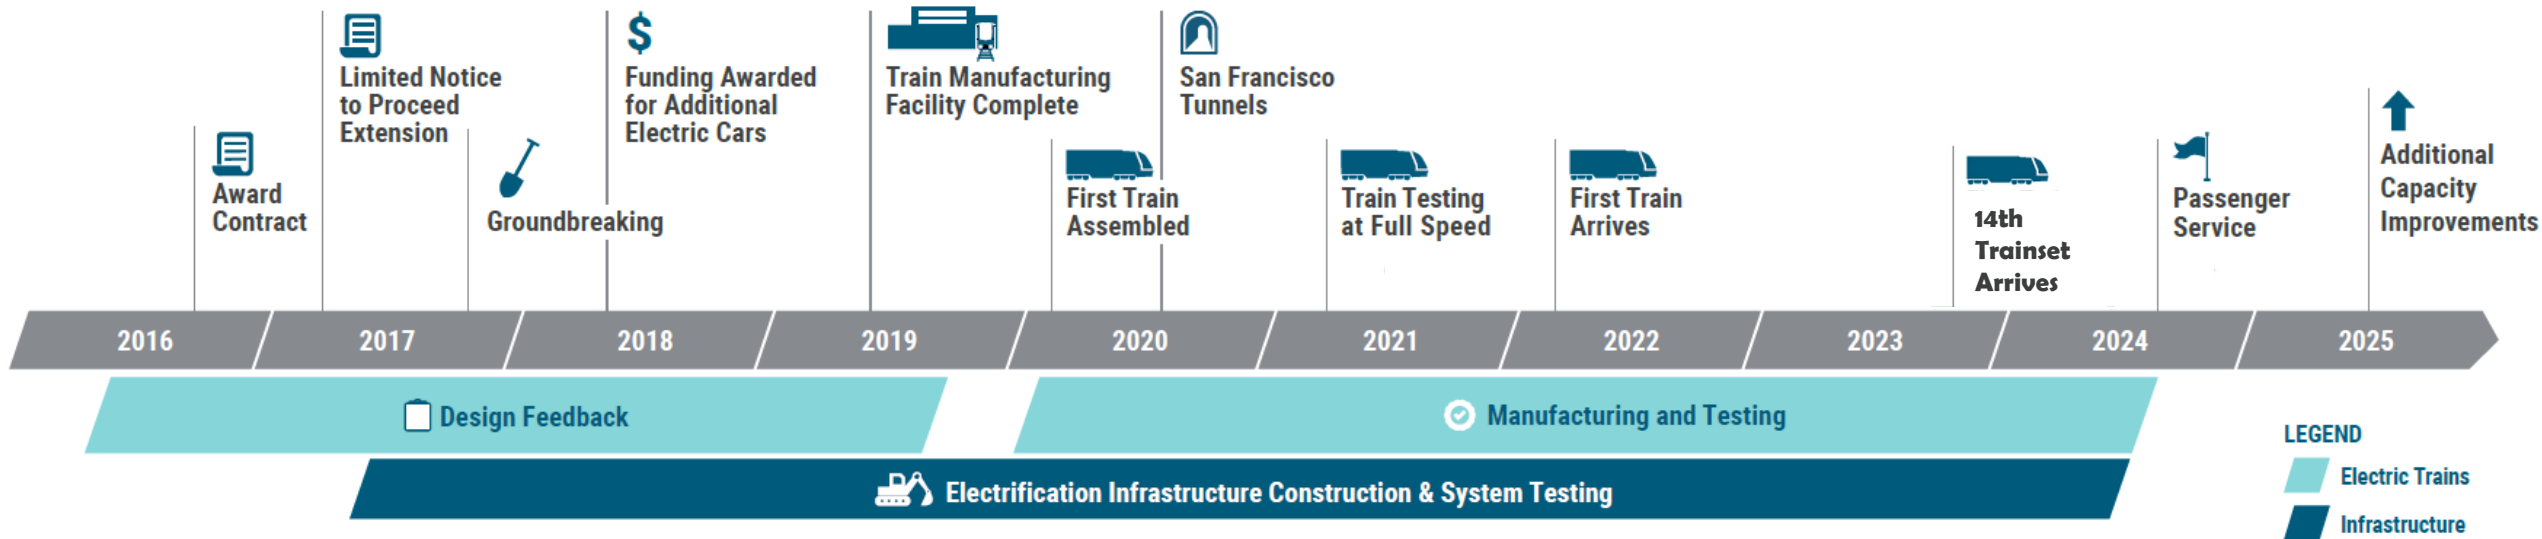 Limited Notice
to Proceed
Extension
Funding Awarded
for Additional
Electric Cars
Train Manufacturing
Facility Complete
San Francisco
Tunnels
Award
Contract
Groundbreaking
First Train
Assembled
Train Testing
at Full Speed
First Train
Arrives
14th
Trainset
Arrives
Passenger
Service
Additional
Capacity
Improvements
2016
2017
2018
2019
2020
2021
2022
2023
2024
2025
Design Feedback
Manufacturing and Testing
Electrification Infrastructure Construction & System Testing
LEGEND
Electric Trains
Infrastructure